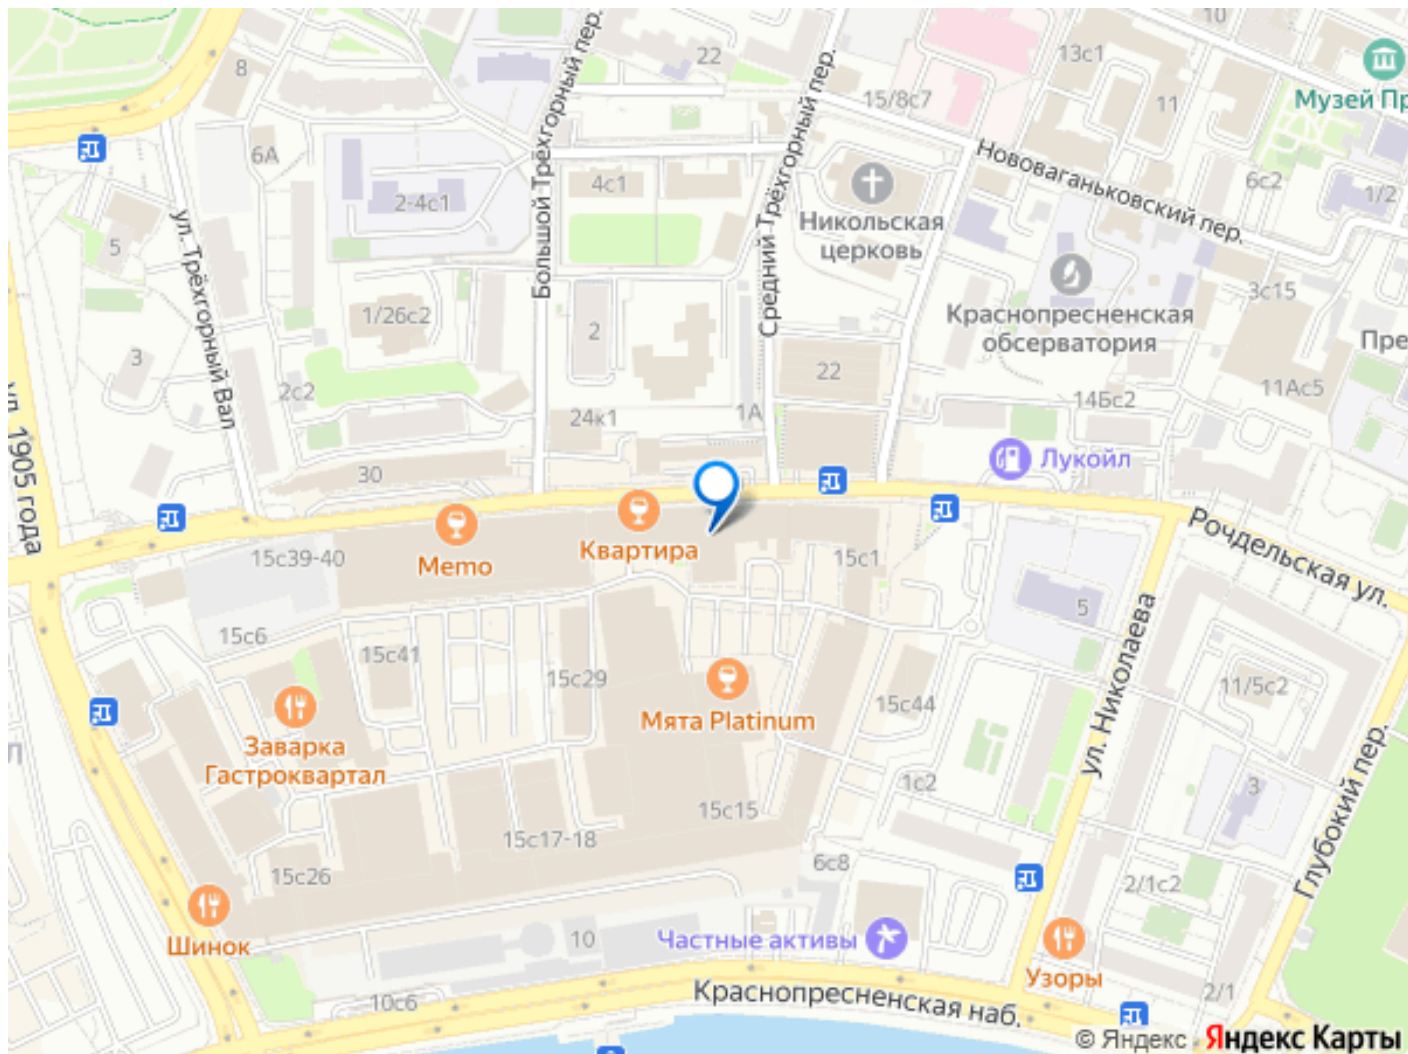 10
22
13с1
8
Музей Пр
15/8с7
11
6А
Нововаганьковский пер.
Большой Трёхгорный пер.
Средний Трёхгорный пер.
4с1
6с2
1/2
2-4с1
Никольская
церковь
ул. Трёхгорный Вал
5
3с15
1/26с2
Краснопресненская
обсерватория
2
Пре
3
22
11Ас5
2с2
14Бс2
24к1
1А
Лукойл
30
ул. 1905 года
Рочдельская ул.
Квартира
Memo
15с39-40
15с1
5
15с6
15с41
15с29
ул. Николаева
11/5с2
15с44
Мята Platinum
Заварка
Гастроквартал
Глубокий пер.
1с2
3
15с15
15с17-18
6с8
15с26
2/1с2
Шинок
10
Частные активы
Узоры
10с6
Краснопресненская наб.
2/1
© Яндекс Яндекс Карты